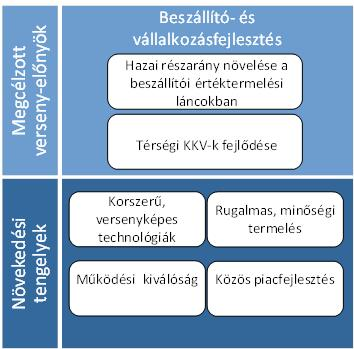 Megcélzott
verseny-előnyök
Beszállító- és
vállalkozásfejlesztés
Hazai részarány növelése a
beszállítói értéktermelési
láncokban
Térségi KKV-k fejlődése
Növekedési
tengelyek
Korszerű,
versenyképes
technológiák
Rugalmas, minőségi
termelés
Működési kiválóság
Közös piacfejlesztés